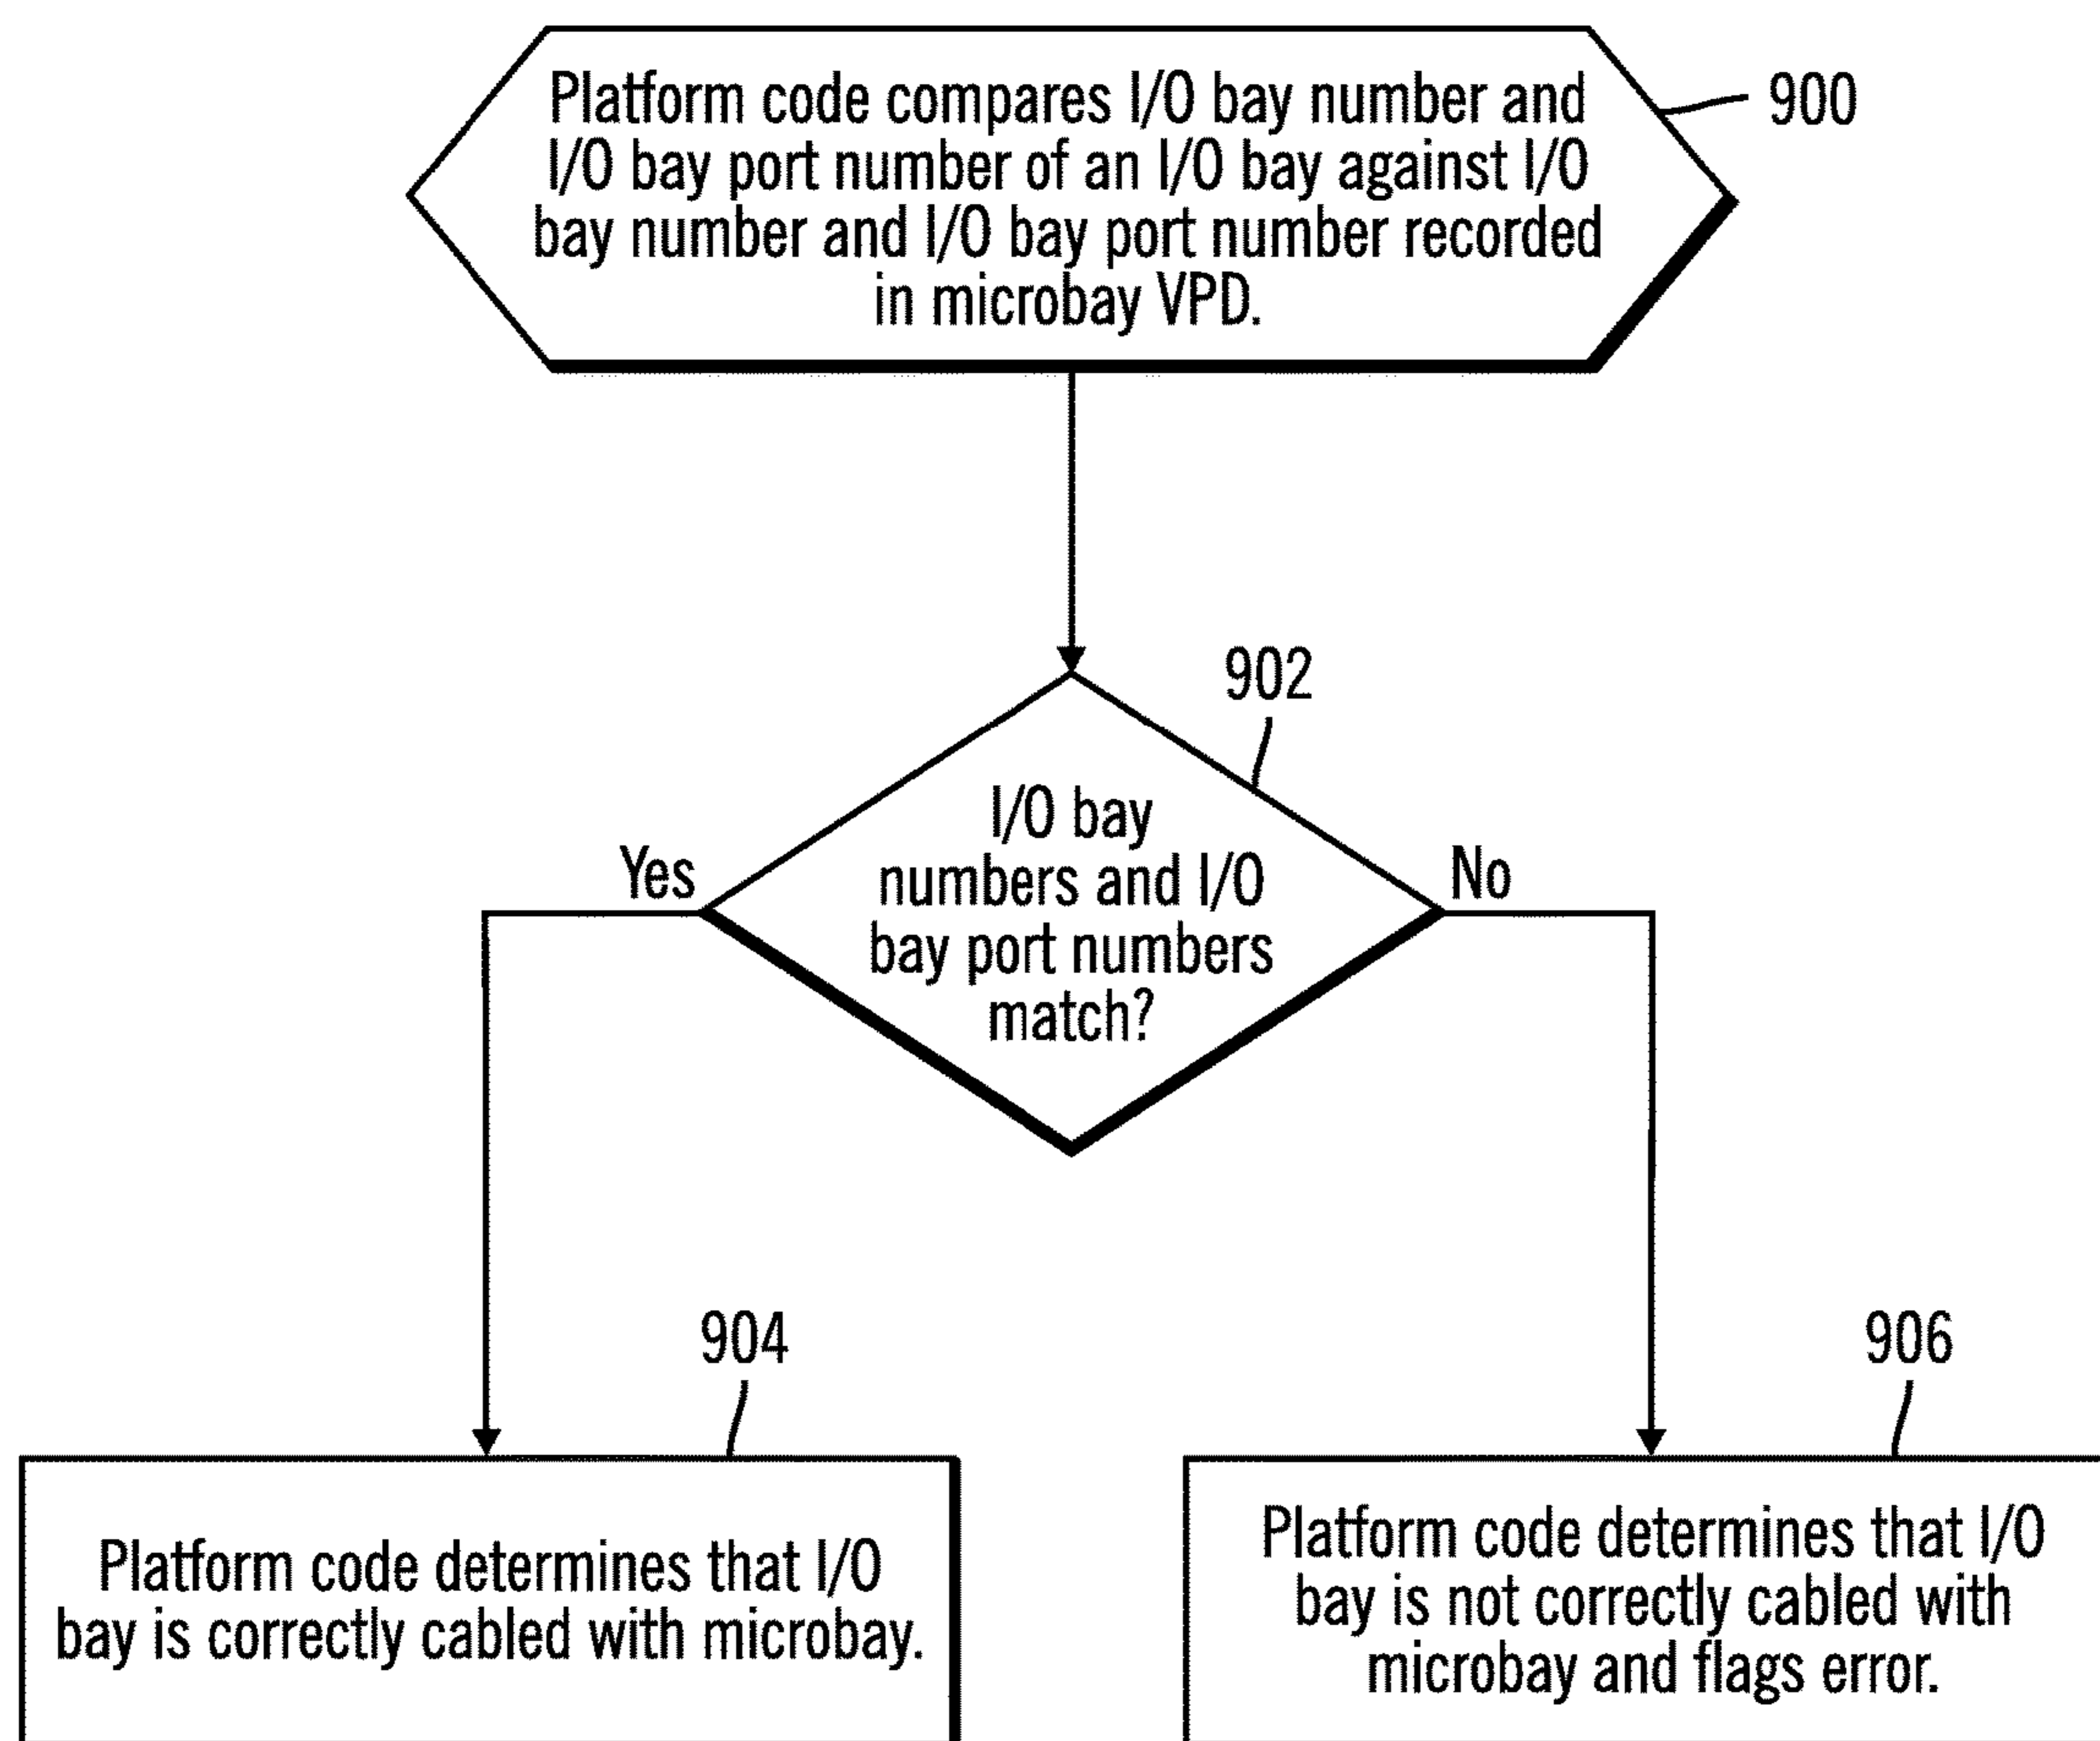 Platform code compares I/O bay number and
I/O bay port number of an I/O bay against I/O
bay number and I/O bay port number recorded
in microbay VPD.
900
902
I/O bay
numbers and I/O
bay port numbers
match?
Yes
No
904
906
Platform code determines that I/O
bay is correctly cabled with microbay.
Platform code determines that I/O
bay is not correctly cabled with
microbay and flags error.